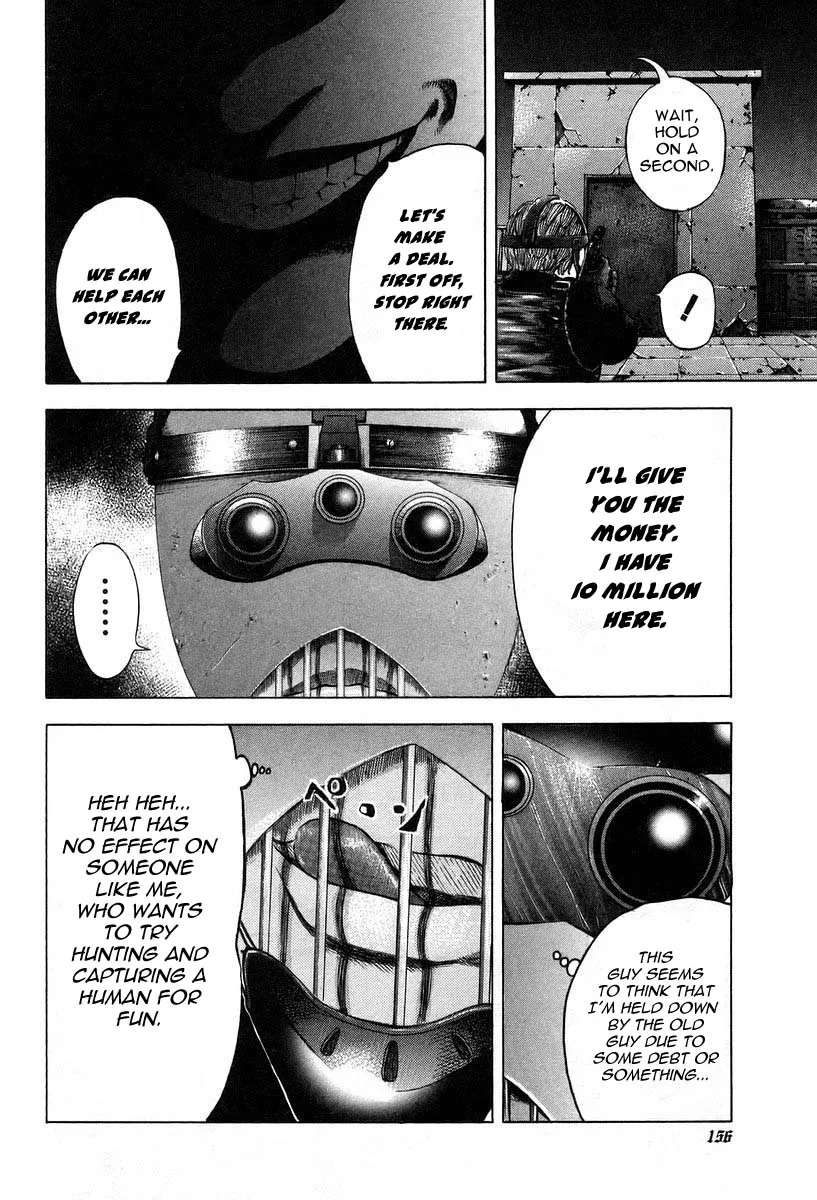 WAIT,
HOLD
ON A
SECOND.
!
LET'S
MAKE
A DEAL.
FIRST OFF,
STOP RIGHT
THERE.
WE CAN
HELP EACH
OTHER...
I'LL GIVE
YOU THE
MONEY.
I HAVE
10 MILLION
HERE.
......
THIS
GUY SEEMS
TO THINK THAT
I'M HELD DOWN
BY THE OLD
GUY DUE TO
SOME DEBT OR
SOMETHING...
ペロッ
HEH HEH...
THAT HAS
NO EFFECT ON
SOMEONE
LIKE ME,
WHO WANTS
TO TRY
HUNTING AND
CAPTURING A
HUMAN FOR
FUN.
156